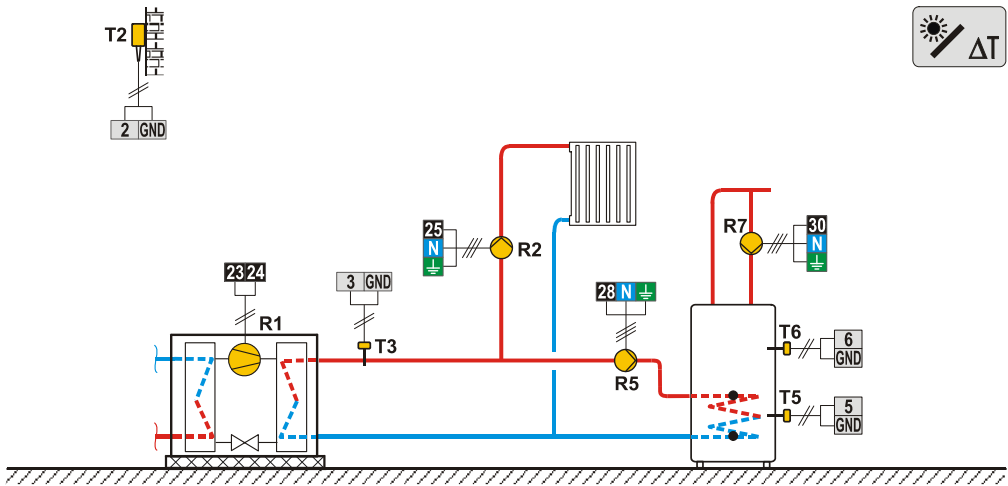 T2
ΔT
2 GND
25
N
R2
R7
30
N
23 24
3 GND
28 N
R1
T3
R5
T6
6
GND
T5
5
GND